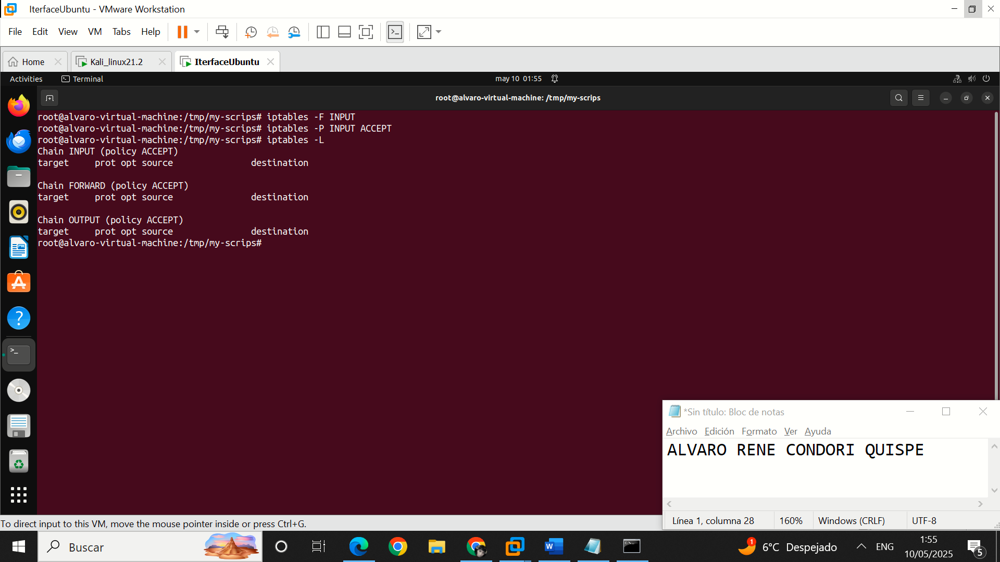 IterfaceUbuntu - VMware Workstation
File Edit View VM Tabs Help
Home Kali_linux21.2 IterfaceUbuntu
Activities Terminal may 10 01:55
root@alvaro-virtual-machine: /tmp/my-scrips
root@alvaro-virtual-machine:/tmp/my-scrips# iptables -F INPUT
root@alvaro-virtual-machine:/tmp/my-scrips# iptables -P INPUT ACCEPT
root@alvaro-virtual-machine:/tmp/my-scrips# iptables -L
Chain INPUT (policy ACCEPT)
target prot opt source destination
Chain FORWARD (policy ACCEPT)
target prot opt source destination
Chain OUTPUT (policy ACCEPT)
target prot opt source destination
root@alvaro-virtual-machine:/tmp/my-scrips#
*Sin título: Bloc de notas
Archivo Edición Formato Ver Ayuda
ALVARO RENE CONDORI QUISPE
Línea 1, columna 28 160% Windows (CRLF) UTF-8
To direct input to this VM, move the mouse pointer inside or press Ctrl+G.
Buscar 1 6°C Despejado ENG 1:55
10/05/2025 5